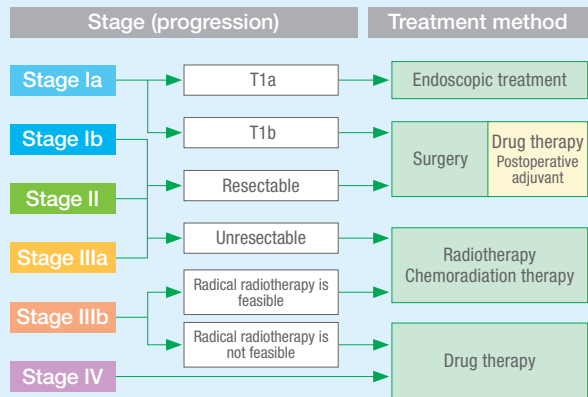 Stage (progression)
Treatment method
Stage Ia
T1a
Endoscopic treatment
Stage Ib
T1b
Surgery
Drug therapy
Postoperative
adjuvant
Stage II
Resectable
Stage IIIa
Unresectable
Radiotherapy
Chemoradiation therapy
Stage IIIb
Radical radiotherapy is
feasible
Radical radiotherapy is
not feasible
Drug therapy
Stage IV